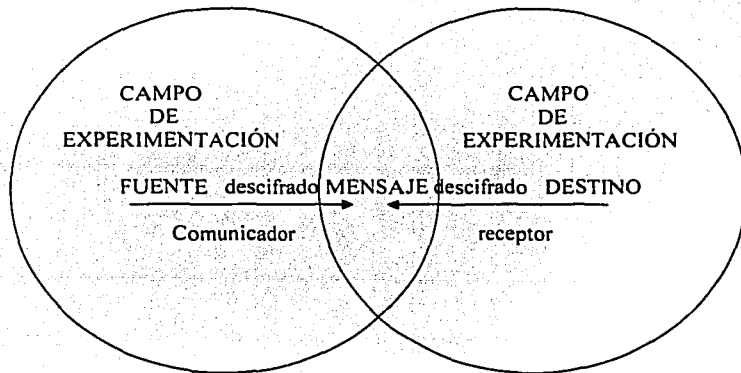 CAMPO
DE
EXPERIMENTACIÓN
CAMPO
DE
EXPERIMENTACIÓN
FUENTE descifrado MENSAJE descifrado DESTINO
Comunicador receptor